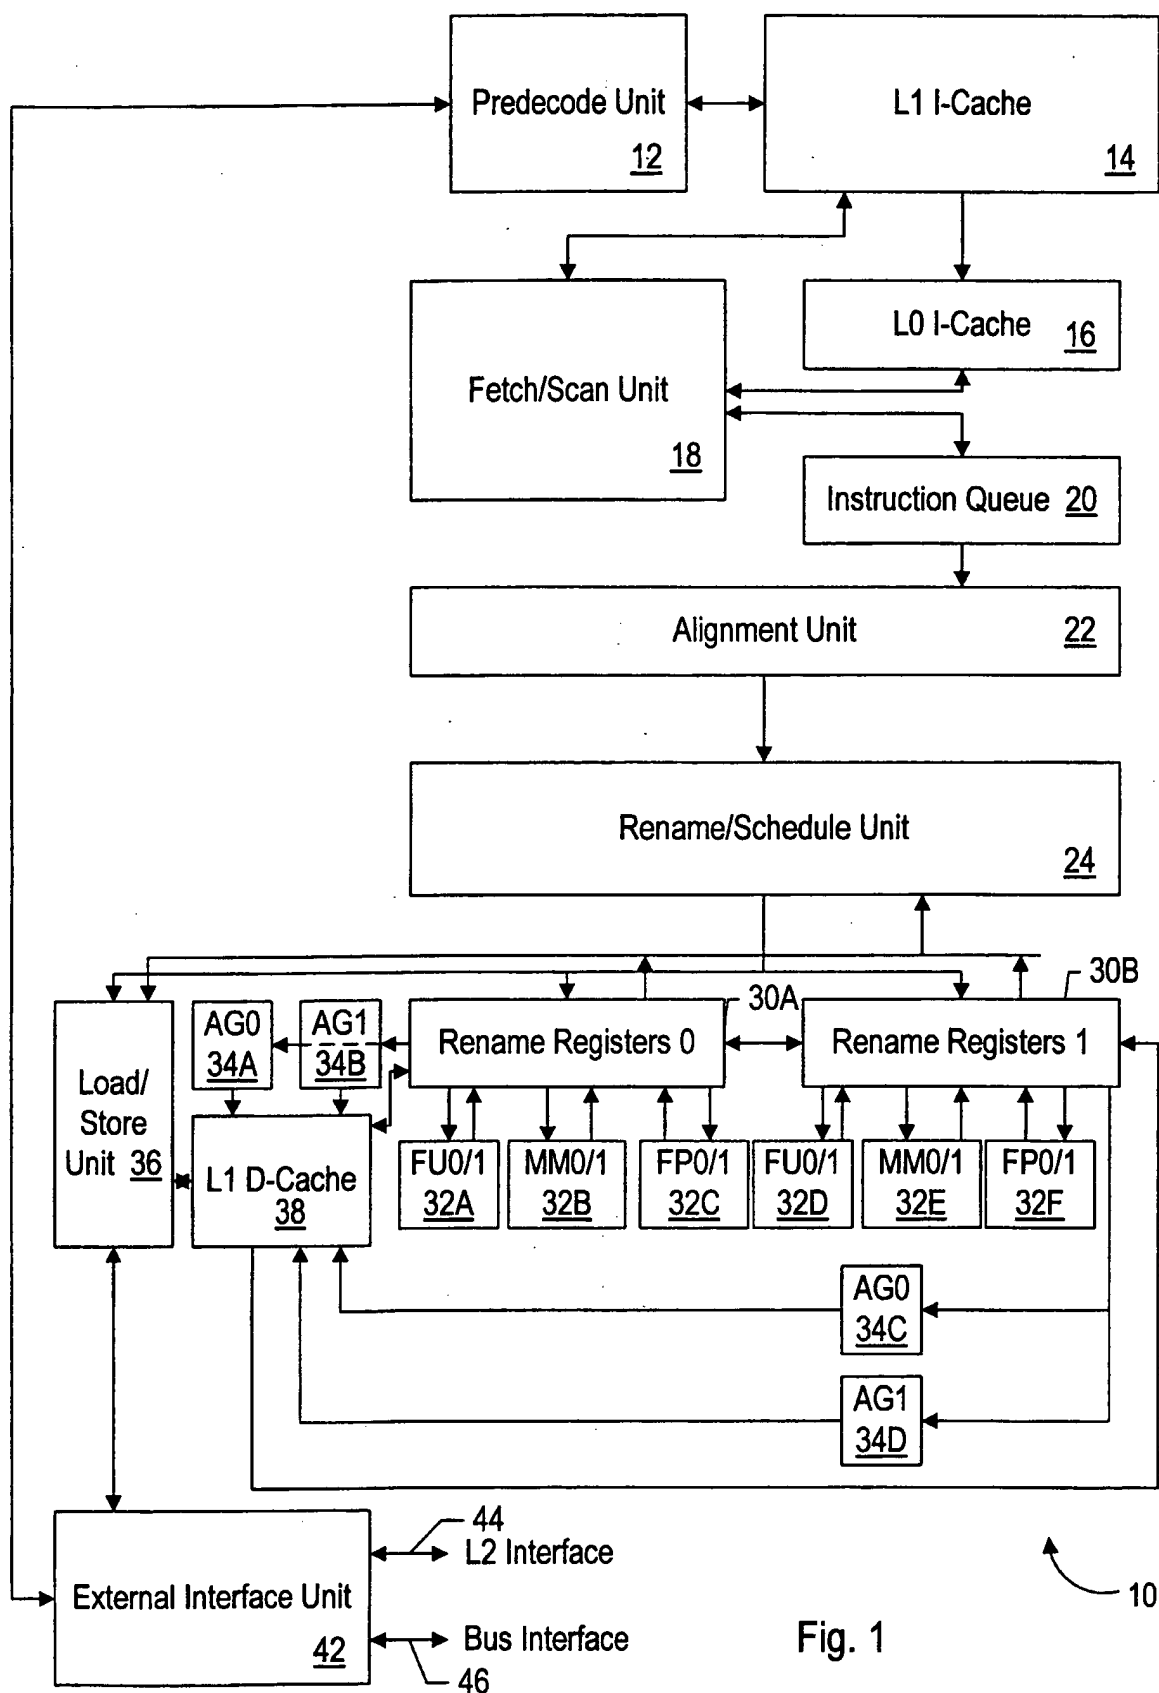 Predecode Unit
12
L1 I-Cache
14
L0 I-Cache
16
Fetch/Scan Unit
18
Instruction Queue 20
Alignment Unit
22
Rename/Schedule Unit
24
30A
30B
AG0
34A
AG1
34B
Rename Registers 0
Rename Registers 1
Load/
Store
Unit 36
L1 D-Cache
38
FU0/1
32A
MM0/1
32B
FP0/1
32C
FU0/1
32D
MM0/1
32E
FP0/1
32F
AG0
34C
AG1
34D
External Interface Unit
42
44
L2 Interface
Bus Interface
46
10
Fig. 1